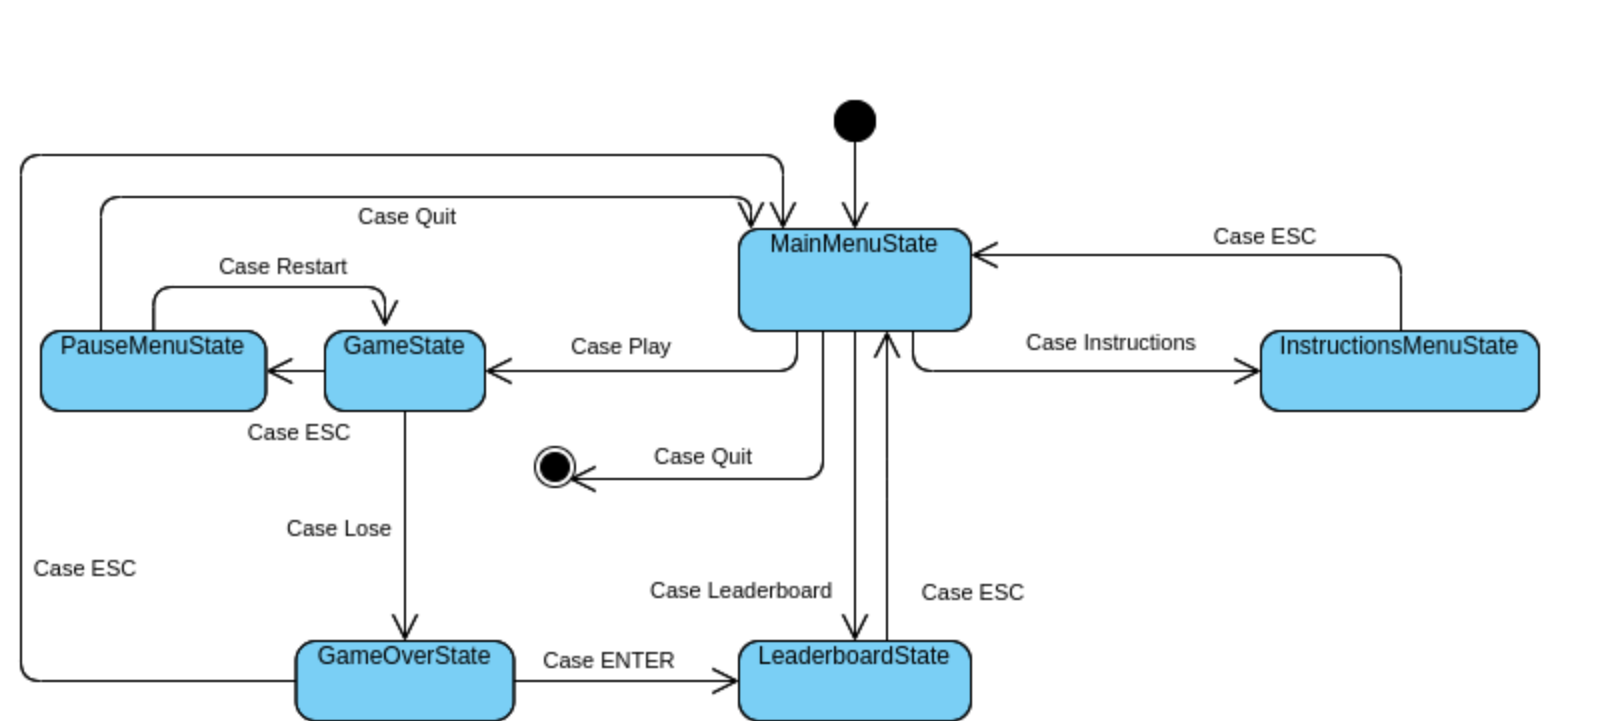 Case Quit
MainMenuState
Case ESC
Case Restart
PauseMenuState
GameState
Case Play
Case Instructions
InstructionsMenuState
Case ESC
Case Quit
Case Lose
Case ESC
Case Leaderboard
Case ESC
GameOverState
Case ENTER
LeaderboardState